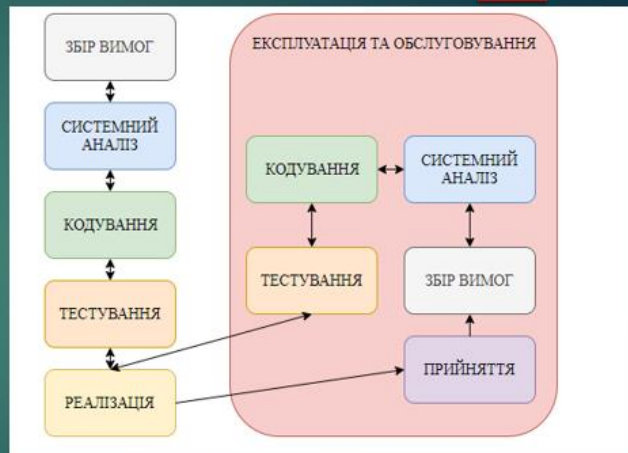 ЗБІР ВИМОГ
СИСТЕМНИЙ
АНАЛІЗ
КОДУВАННЯ
ТЕСТУВАННЯ
РЕАЛІЗАЦІЯ
ЕКСПЛУАТАЦІЯ ТА ОБСЛУГОВУВАННЯ
КОДУВАННЯ
СИСТЕМНИЙ
АНАЛІЗ
ТЕСТУВАННЯ
ЗБІР ВИМОГ
ПРИЙНЯТТЯ